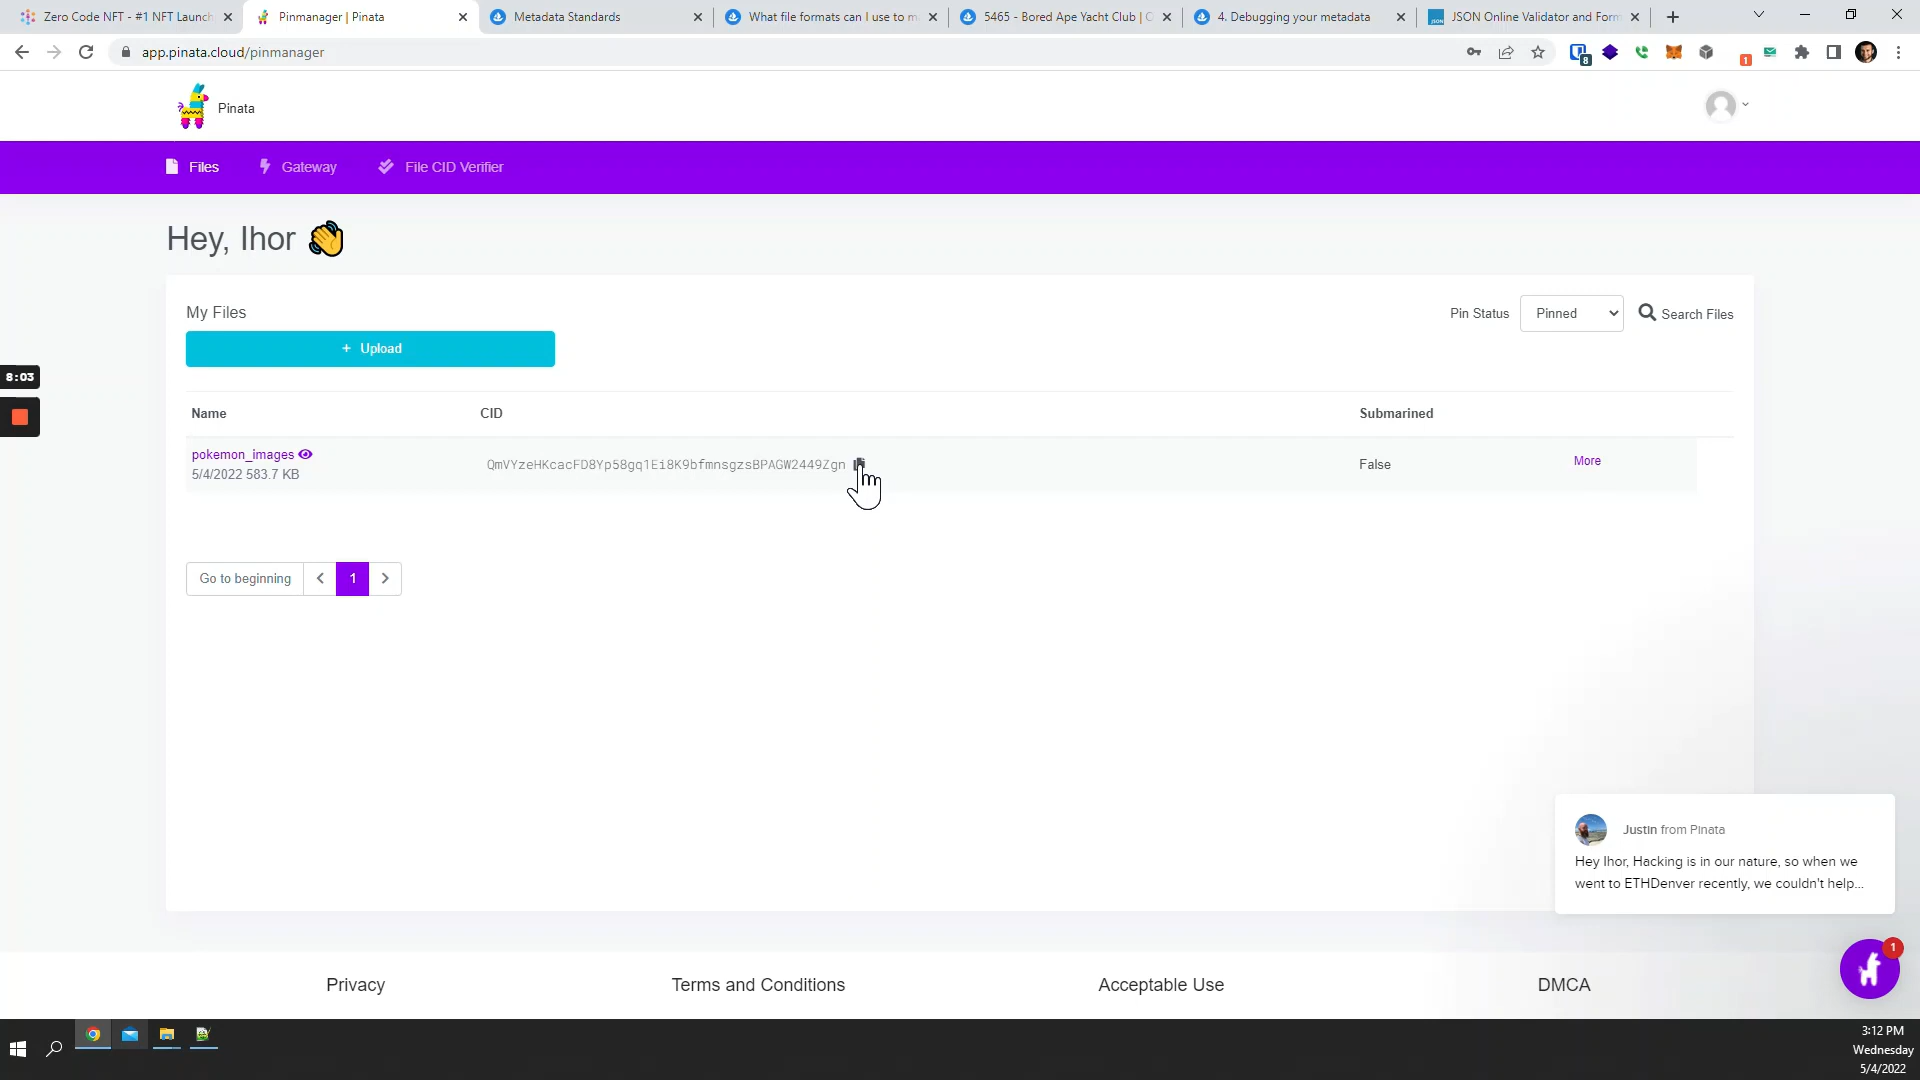 Zero Code NFT - #1 NFT Launch
Pinmanager | Pinata
Metadata Standards
What file formats can I use to m
5465 - Bored Ape Yacht Club | O
4. Debugging your metadata
JSON Online Validator and Form
app.pinata.cloud/pinmanager
8
1
Pinata
Files
Gateway
File CID Verifier
Hey, Ihor 👋
My Files
Pin Status
Pinned
Search Files
+ Upload
8:03
Name
CID
Submarined
pokemon_images
QmVYzeHKcacFD8Yp58gq1Ei8K9bfmnsgzsBPAGW2449Zgn
False
More
5/4/2022 583.7 KB
Go to beginning
1
Justin from Pinata
Hey Ihor, Hacking is in our nature, so when we
went to ETHDenver recently, we couldn't help...
1
Privacy
Terms and Conditions
Acceptable Use
DMCA
3:12 PM
Wednesday
5/4/2022